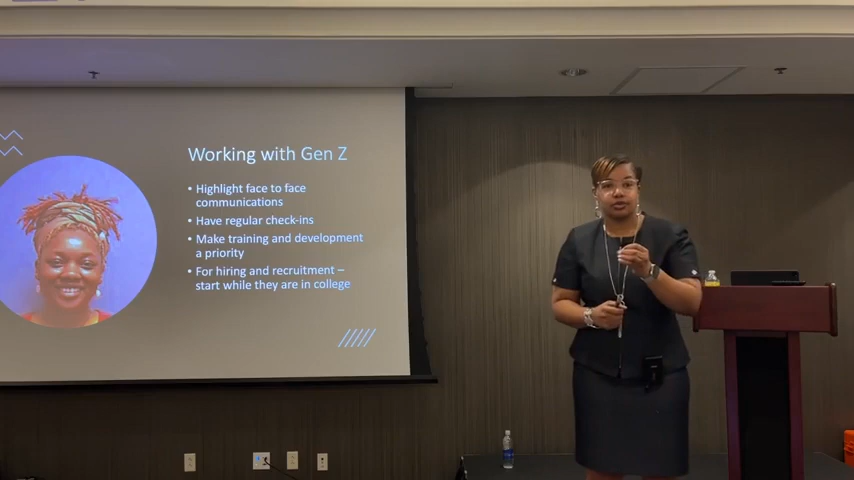 Working with Gen Z
• Highlight face to face
communications
• Have regular check-ins
• Make training and development
a priority
• For hiring and recruitment –
start while they are in college